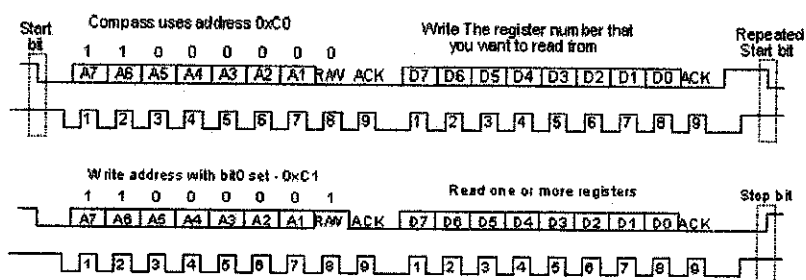 Start bit
Compass uses address 0xC0
Write The register number that you want to read from
Repeated Start bit
1 1 0 0 0 0 0 0
A7 A6 A5 A4 A3 A2 A1 R/W ACK D7 D6 D5 D4 D3 D2 D1 D0 ACK
1 2 3 4 5 6 7 8 9 1 2 3 4 5 6 7 8 9
Write address with bit0 set - 0xC1
Read one or more registers
Stop bit
1 1 0 0 0 0 0 1
A7 A6 A5 A4 A3 A2 A1 R/W ACK D7 D6 D5 D4 D3 D2 D1 D0 ACK
1 2 3 4 5 6 7 8 9 1 2 3 4 5 6 7 8 9